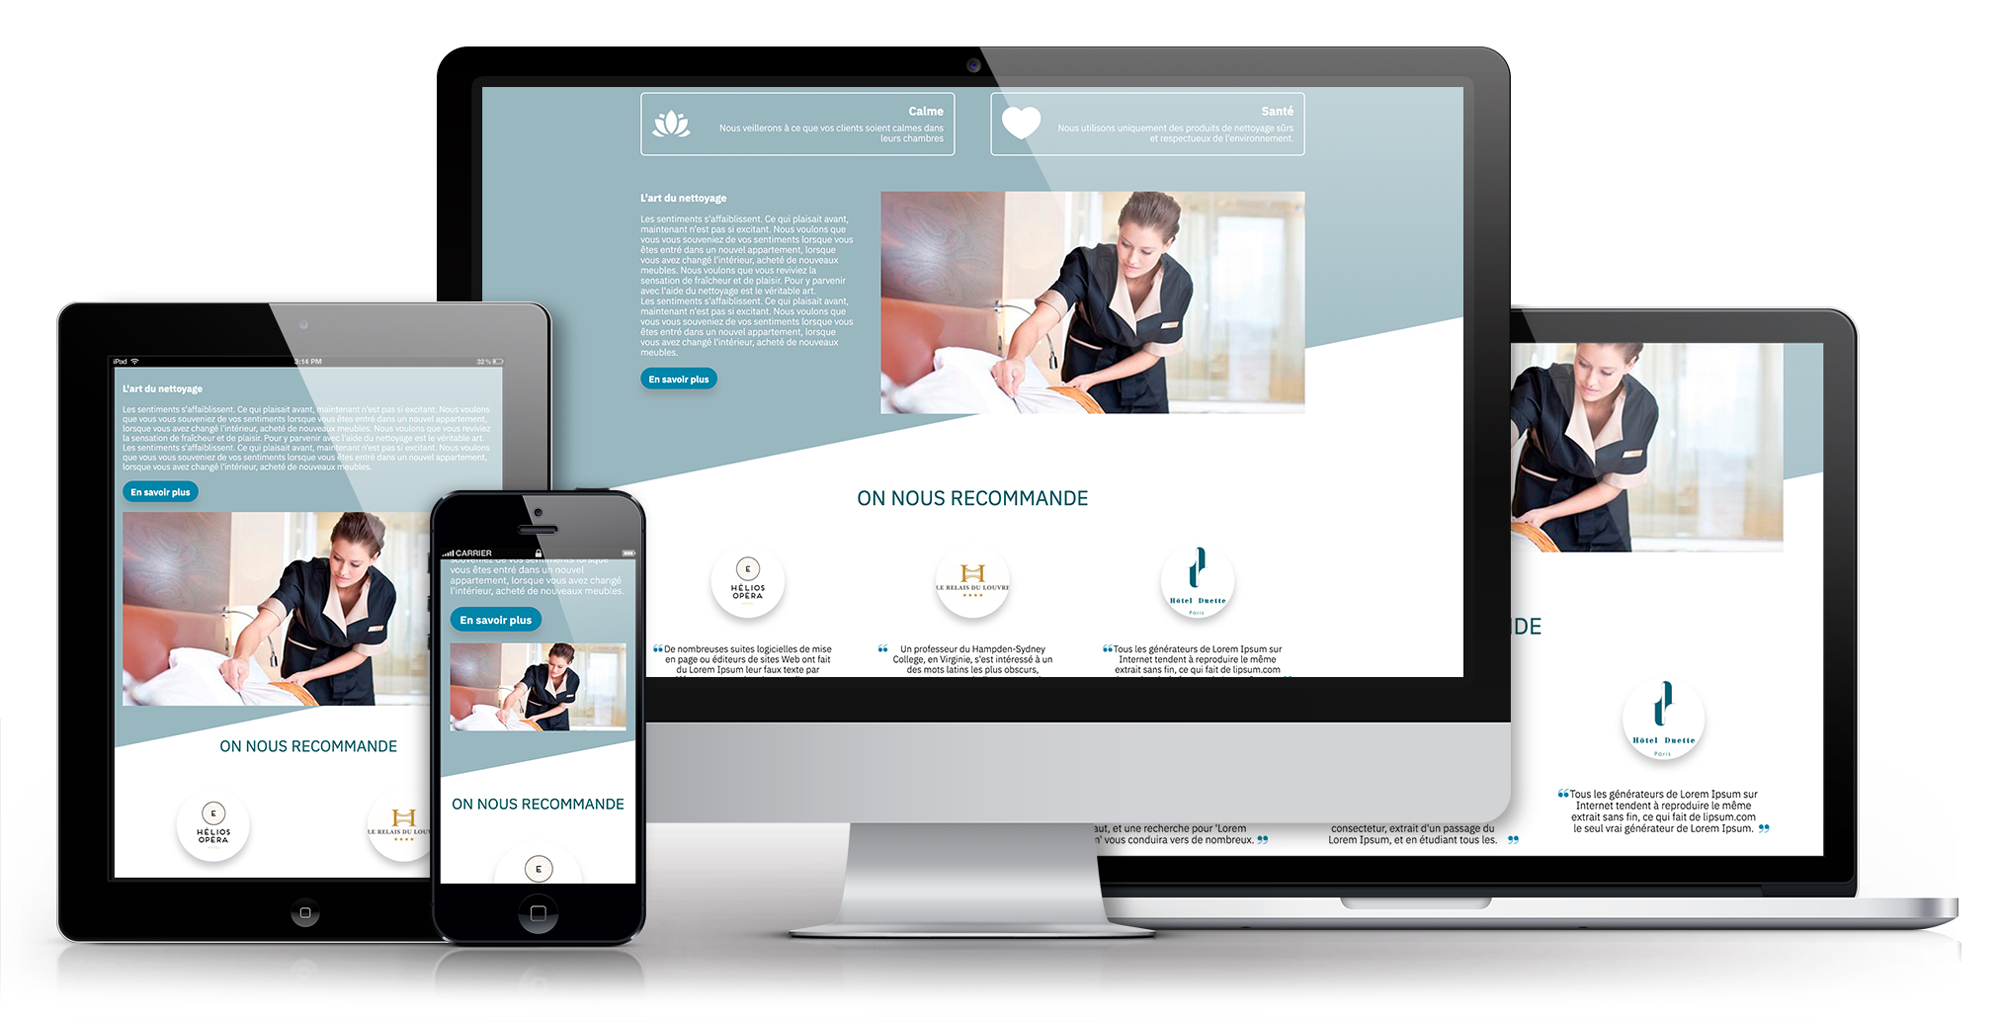 Calme
Nous veillerons à ce que vos clients soient calmes dans
leurs chambres
Santé
Nous utilisons uniquement des produits de nettoyage sûrs
et respectueux de l'environnement.
L'art du nettoyage
Les sentiments s'affaiblissent. Ce qui plaisait avant,
maintenant n'est pas si excitant. Nous voulons que
vous vous souveniez de vos sentiments lorsque vous
êtes entré dans un nouvel appartement, lorsque
vous avez changé l'intérieur, acheté de nouveaux
meubles. Nous voulons que vous reviviez la
sensation de fraîcheur et de plaisir. Pour y parvenir
avec l'aide du nettoyage est le véritable art.
Les sentiments s'affaiblissent. Ce qui plaisait avant,
maintenant n'est pas si excitant. Nous voulons que
vous vous souveniez de vos sentiments lorsque vous
êtes entré dans un nouvel appartement, lorsque
vous avez changé l'intérieur, acheté de nouveaux
meubles.
En savoir plus
ON NOUS RECOMMANDE
E
HÉLIOS
OPÉRA
H
LE RELAIS DU LOUVRE
Hôtel Duette
Paris
❝De nombreuses suites logicielles de mise
en page ou éditeurs de sites Web ont fait
du Lorem Ipsum leur faux texte par
❝ Un professeur du Hampden-Sydney
College, en Virginie, s'est intéressé à un
des mots latins les plus obscurs,
❝Tous les générateurs de Lorem Ipsum sur
Internet tendent à reproduire le même
extrait sans fin, ce qui fait de lipsum.com
iPad
3:14 PM
32 %
L'art du nettoyage
Les sentiments s'affaiblissent. Ce qui plaisait avant, maintenant n'est pas si excitant. Nous voulons
que vous vous souveniez de vos sentiments lorsque vous êtes entré dans un nouvel appartement,
lorsque vous avez changé l'intérieur, acheté de nouveaux meubles. Nous voulons que vous reviviez
la sensation de fraîcheur et de plaisir. Pour y parvenir avec l'aide du nettoyage est le véritable art.
Les sentiments s'affaiblissent. Ce qui plaisait avant, maintenant n'est pas si excitant. Nous voulons
que vous vous souveniez de vos sentiments lorsque vous êtes entré dans un nouvel appartement,
lorsque vous avez changé l'intérieur, acheté de nouveaux meubles.
En savoir plus
ON NOUS RECOMMANDE
E
HÉLIOS
OPÉRA
H
LE RELAIS DU LOUV
CARRIER
souveniez de vos sentiments lorsque
vous êtes entré dans un nouvel
appartement, lorsque vous avez changé
l'intérieur, acheté de nouveaux meubles.
En savoir plus
ON NOUS RECOMMANDE
E
DE
Hôtel Duette
Paris
aut, et une recherche pour 'Lorem
n' vous conduira vers de nombreux. ❞
consectetur, extrait d'un passage du
Lorem Ipsum, et en étudiant tous les. ❞
❝Tous les générateurs de Lorem Ipsum sur
Internet tendent à reproduire le même
extrait sans fin, ce qui fait de lipsum.com
le seul vrai générateur de Lorem Ipsum. ❞